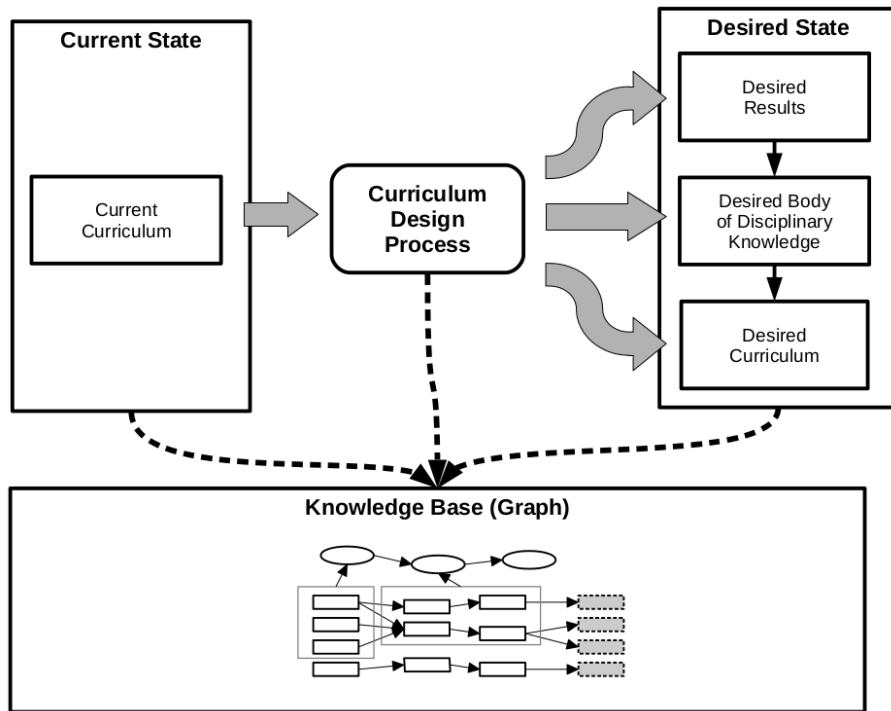 Current State
Current
Curriculum
Curriculum
Design
Process
Desired State
Desired
Results
Desired Body
of Disciplinary
Knowledge
Desired
Curriculum
Knowledge Base (Graph)